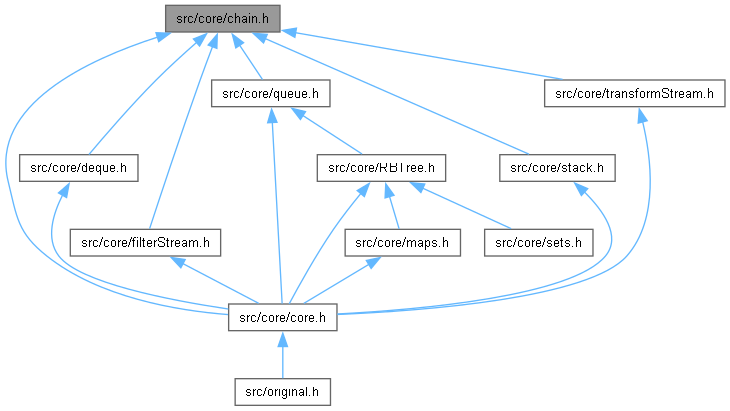 src/core/chain.h
src/core/queue.h
src/core/transformStream.h
src/core/deque.h
src/core/RBTree.h
src/core/stack.h
src/core/filterStream.h
src/core/maps.h
src/core/sets.h
src/core/core.h
src/original.h